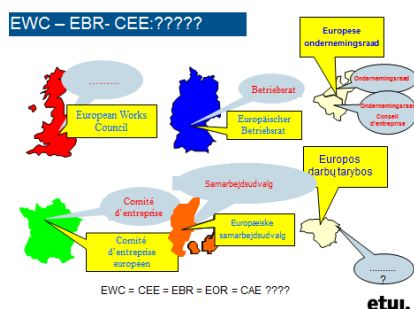 EWC – EBR- CEE:?????
..........
European Works
Council
Betriebsrat
Europäischer
Betriebsrat
Europese
ondernemingsraad
Ondernemingsraad
Ondernemingsraad
Conseil
d'entreprise
Comité
d'entreprise
Comité
d'entreprise
européen
Samarbejdsudvalg
Europæiske
samarbejdsudvalg
Europos
darbų tarybos
..........
?
EWC = CEE = EBR = EOR = CAE ????
etui.